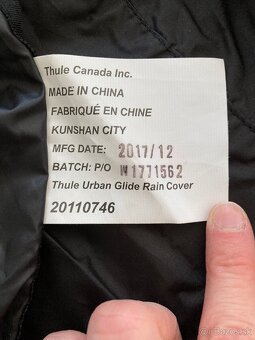 Thule Canada Inc.
MADE IN CHINA
FABRIQUÉ EN CHINE
KUNSHAN CITY
MFG DATE: 2017/12
BATCH: P/O N1771562
Thule Urban Glide Rain Cover
20110746